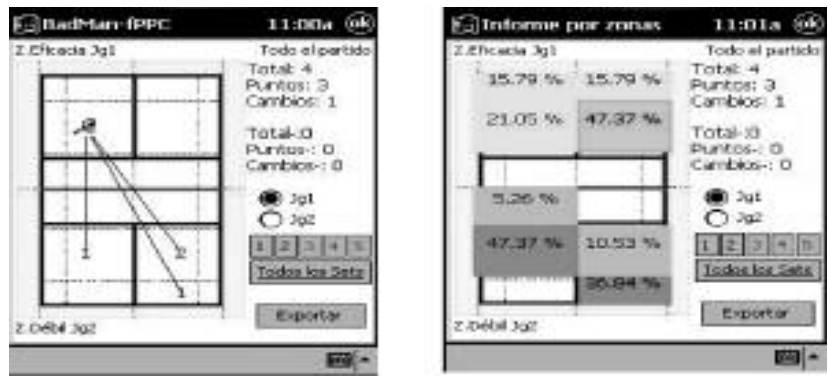 BadMan-fPPC 11:00a ok
Z.Eficacia Jg1 Todo el partido
Total: 4
Puntos: 3
Cambios: 1
Total-:0
Puntos-: 0
Cambios-: 0
Jg1
Jg2
1 2 3 4 5
Todos los Sets
Exportar
1 2
1
Z.Débil Jg2
Informe por zonas 11:01a ok
Z.Eficacia Jg1 Todo el partido
15.79 % 15.79 %
21.05 % 47.37 %
5.26 %
47.37 % 10.53 %
36.84 %
Total: 4
Puntos: 3
Cambios: 1
Total-:0
Puntos-: 0
Cambios-: 0
Jg1
Jg2
1 2 3 4 5
Todos los Sets
Exportar
Z.Débil Jg2